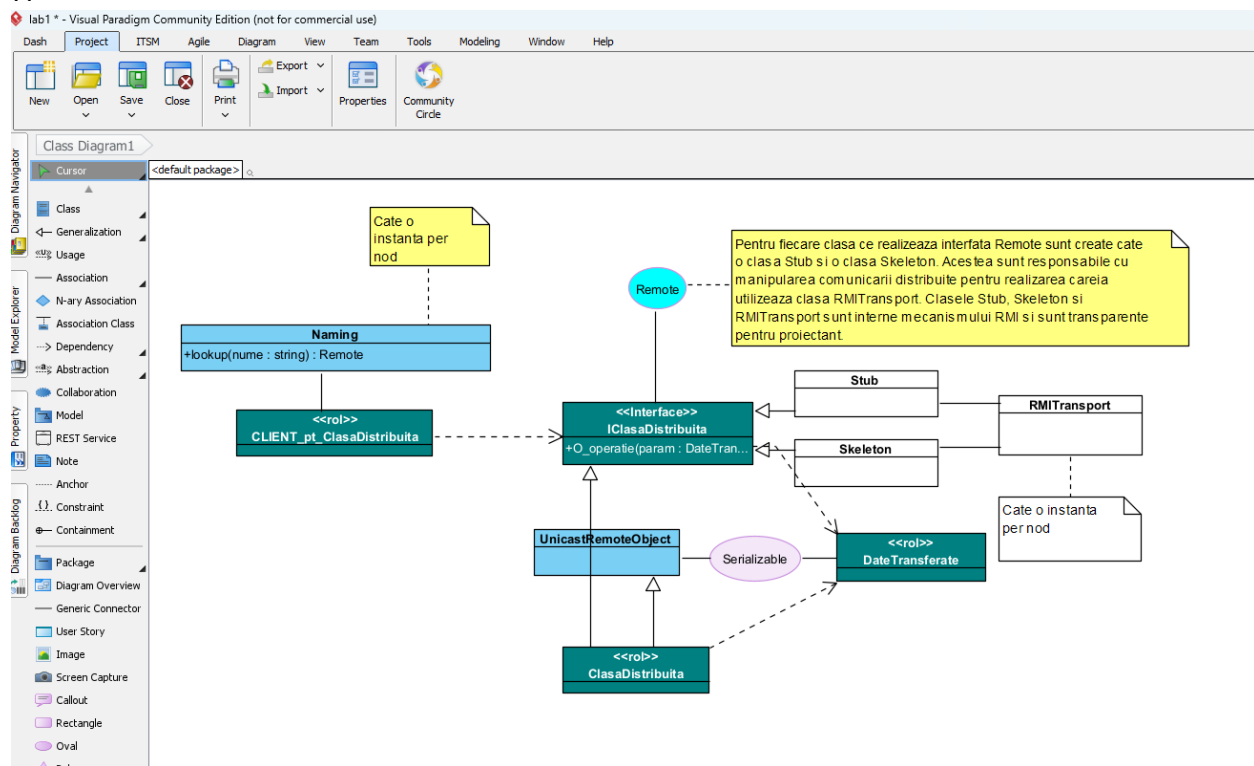 lab1 * - Visual Paradigm Community Edition (not for commercial use)
Dash Project ITSM Agile Diagram View Team Tools Modeling Window Help
New
Open
Save
Close
Print
Export
Import
Properties
Community
Circle
Class Diagram1
Diagram Navigator
Model Explorer
Property
Diagram Backlog
Cursor
Class
Generalization
«U» Usage
Association
N-ary Association
Association Class
Dependency
«a» Abstraction
Collaboration
Model
REST Service
Note
Anchor
{} Constraint
Containment
Package
Diagram Overview
Generic Connector
User Story
Image
Screen Capture
Callout
Rectangle
Oval
<default package>
Cate o
instanta per
nod
Naming
+lookup(nume : string) : Remote
<<rol>>
CLIENT_pt_ClasaDistribuita
Remote
Pentru fiecare clasa ce realizeaza interfata Remote sunt create cate
o clasa Stub si o clasa Skeleton. Acestea sunt responsabile cu
manipularea comunicarii distribuite pentru realizarea careia
utilizeaza clasa RMITransport. Clasele Stub, Skeleton si
RMITransport sunt interne mecanismului RMI si sunt transparente
pentru proiectant.
<<Interface>>
IClasaDistribuita
+O_operatie(param : DateTran...
Stub
Skeleton
RMITransport
Cate o instanta
per nod
UnicastRemoteObject
Serializable
<<rol>>
DateTransferate
<<rol>>
ClasaDistribuita